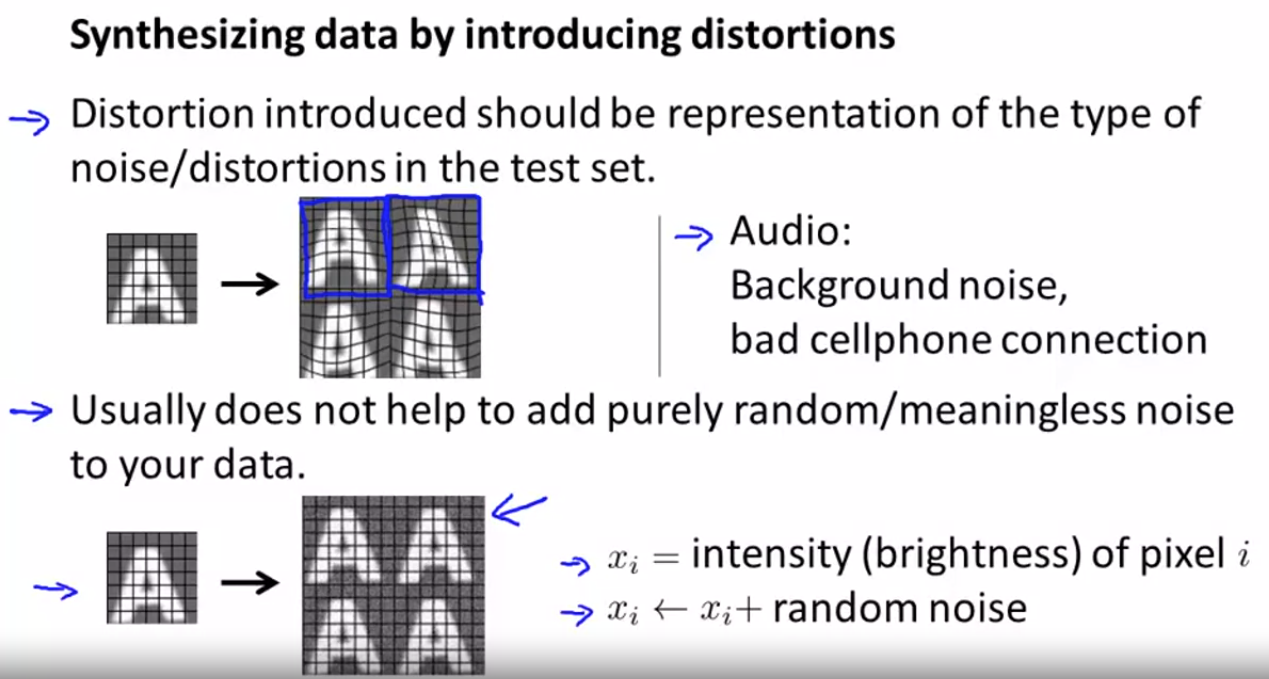 Synthesizing data by introducing distortions
→ Distortion introduced should be representation of the type of
noise/distortions in the test set.
→ Audio:
Background noise,
bad cellphone connection
→ Usually does not help to add purely random/meaningless noise
to your data.
→ xᵢ = intensity (brightness) of pixel i
→ xᵢ ← xᵢ+ random noise